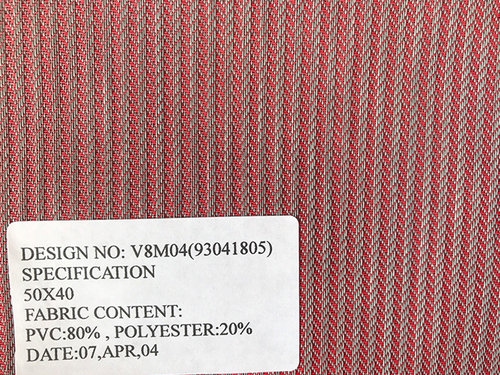 DESIGN NO: V8M04(93041805)
SPECIFICATION
50X40
FABRIC CONTENT:
PVC:80% , POLYESTER:20%
DATE:07,APR,04